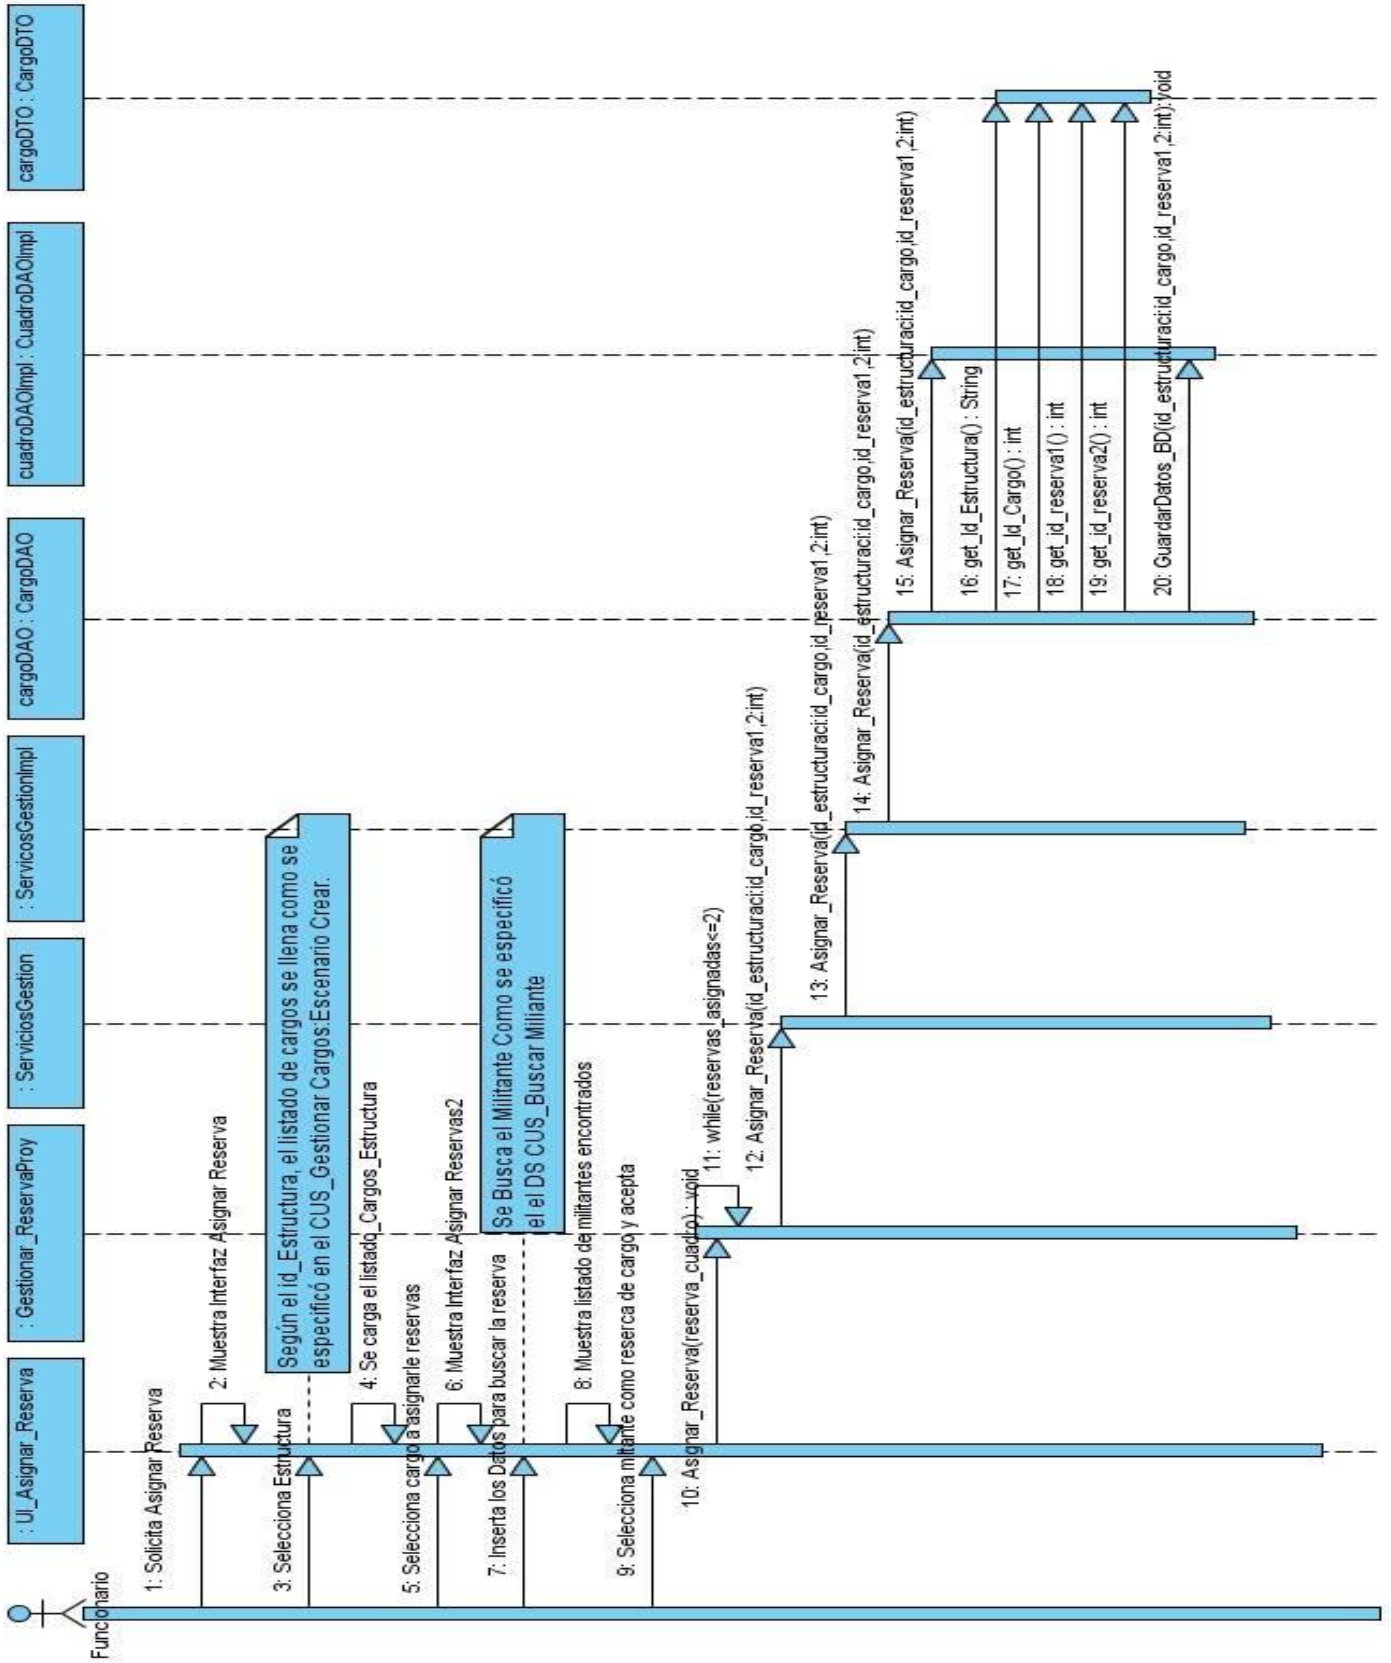 Funcionario
: UI_Asignar_Reserva
: Gestionar_ReservaProy
: ServiciosGestion
: ServicosGestionImpl
cargoDAO : CargoDAO
cuadroDAOImpl : CuadroDAOImpl
cargoDTO : CargoDTO
1: Solicita Asignar Reserva
2: Muestra Interfaz Asignar Reserva
3: Selecciona Estructura
Según el id_Estructura, el listado de cargos se llena como se
especificó en el CUS_Gestionar Cargos:Escenario Crear.
4: Se carga el listado_Cargos_Estructura
5: Selecciona cargo a asignarle reservas
6: Muestra Interfaz Asignar Reservas2
7: Inserta los Datos para buscar la reserva
Se Busca el Militante Como se especificó
el el DS CUS_Buscar Miliante
8: Muestra listado de militantes encontrados
9: Selecciona miltante como reserca de cargo y acepta
10: Asignar_Reserva(reserva_cuadro) : void
11: while(reservas_asignadas<=2)
12: Asignar_Reserva(id_estructuraci:id_cargo,id_reserva1,2:int)
13: Asignar_Reserva(id_estructuraci:id_cargo,id_reserva1,2:int)
14: Asignar_Reserva(id_estructuraci:id_cargo,id_reserva1,2:int)
15: Asignar_Reserva(id_estructuraci:id_cargo,id_reserva1,2:int)
16: get_Id_Estructura() : String
17: get_Id_Cargo() : int
18: get_id_reserva1() : int
19: get_id_reserva2() : int
20: GuardarDatos_BD(id_estructuraci:id_cargo,id_reserva1,2:int):void